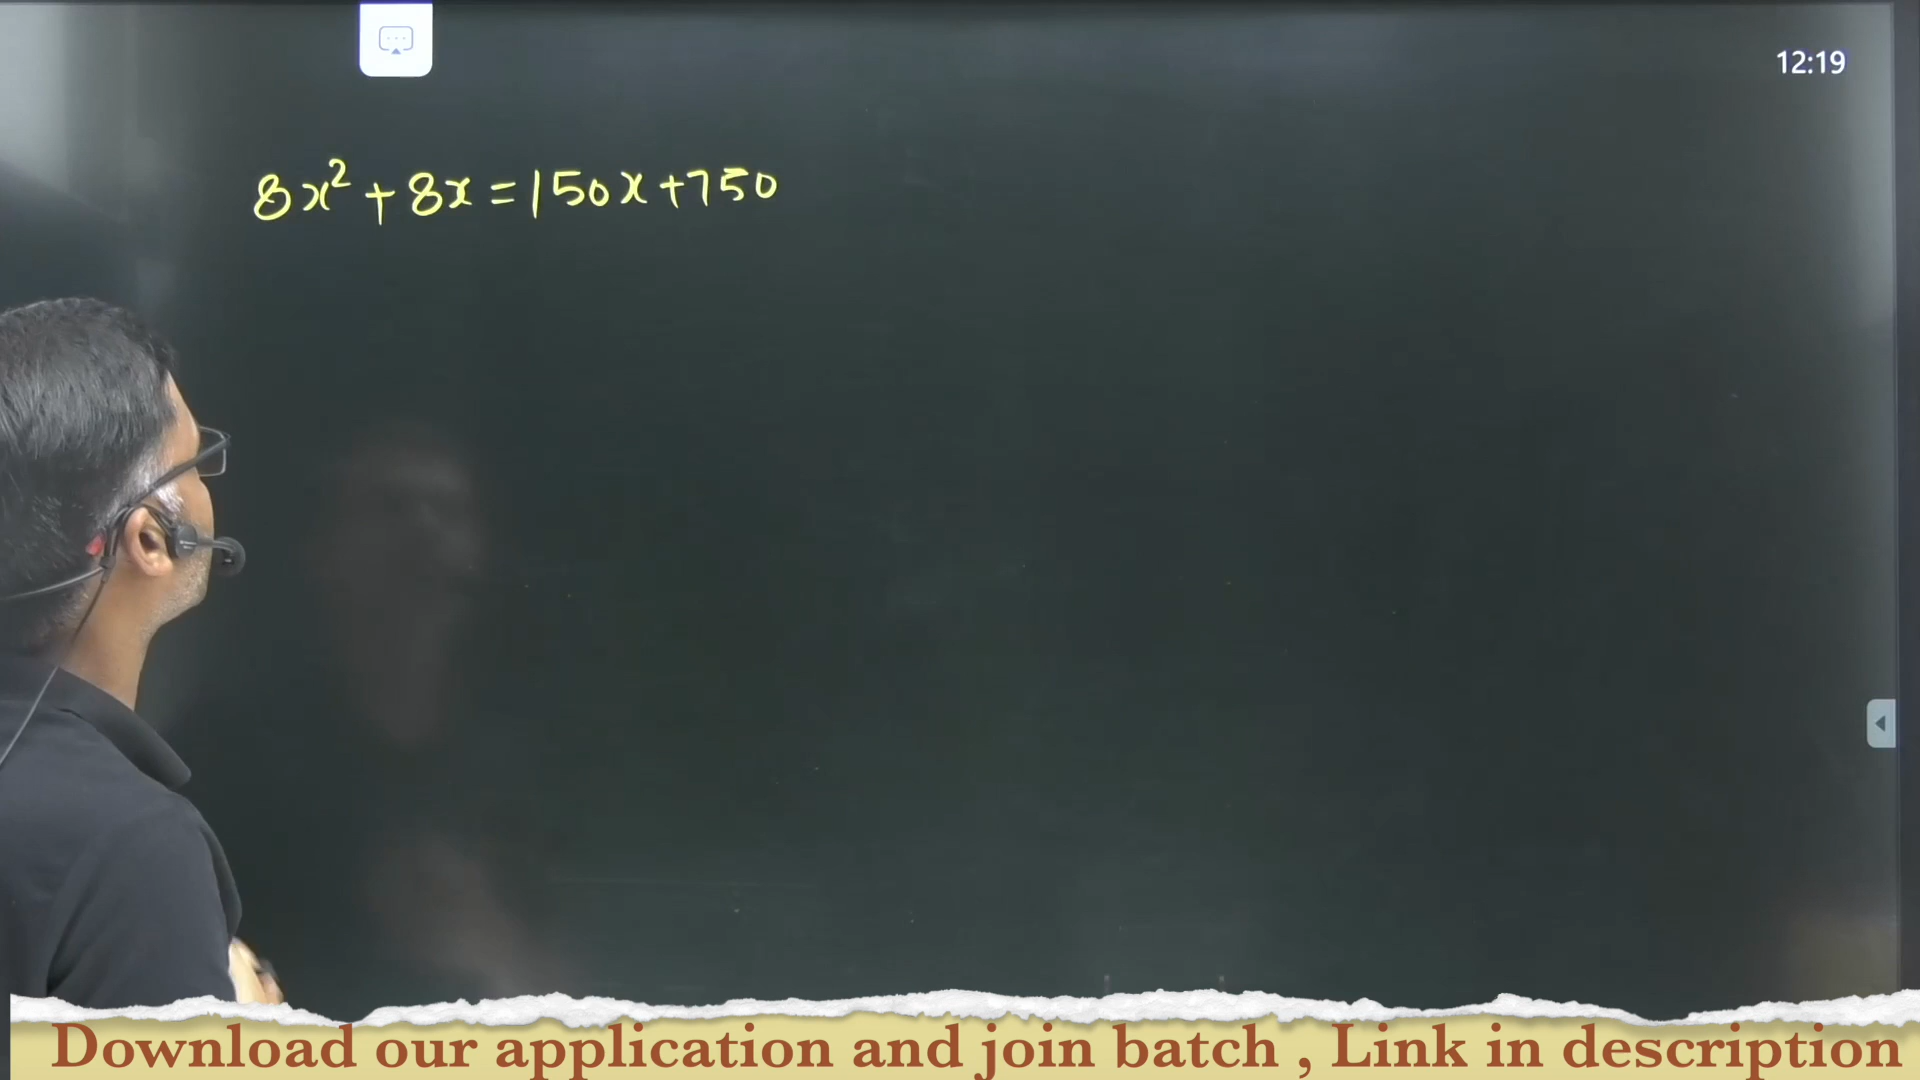 12:19
8x² + 8x = 150x + 750
Download our application and join batch , Link in description